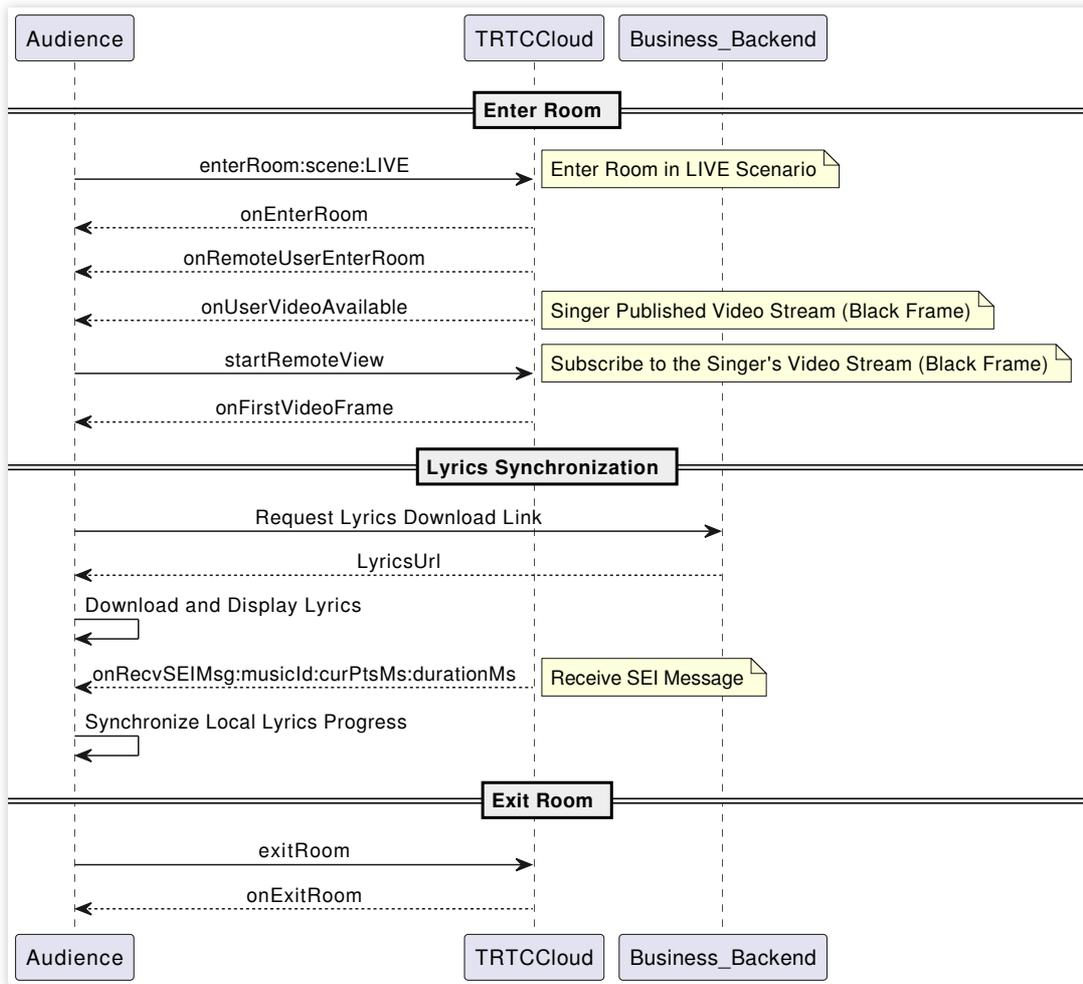 Audience
TRTCCloud
Business_Backend
Enter Room
enterRoom:scene:LIVE
Enter Room in LIVE Scenario
onEnterRoom
onRemoteUserEnterRoom
onUserVideoAvailable
Singer Published Video Stream (Black Frame)
startRemoteView
Subscribe to the Singer's Video Stream (Black Frame)
onFirstVideoFrame
Lyrics Synchronization
Request Lyrics Download Link
LyricsUrl
Download and Display Lyrics
onRecvSEIMsg:musicId:curPtsMs:durationMs
Receive SEI Message
Synchronize Local Lyrics Progress
Exit Room
exitRoom
onExitRoom
Audience
TRTCCloud
Business_Backend